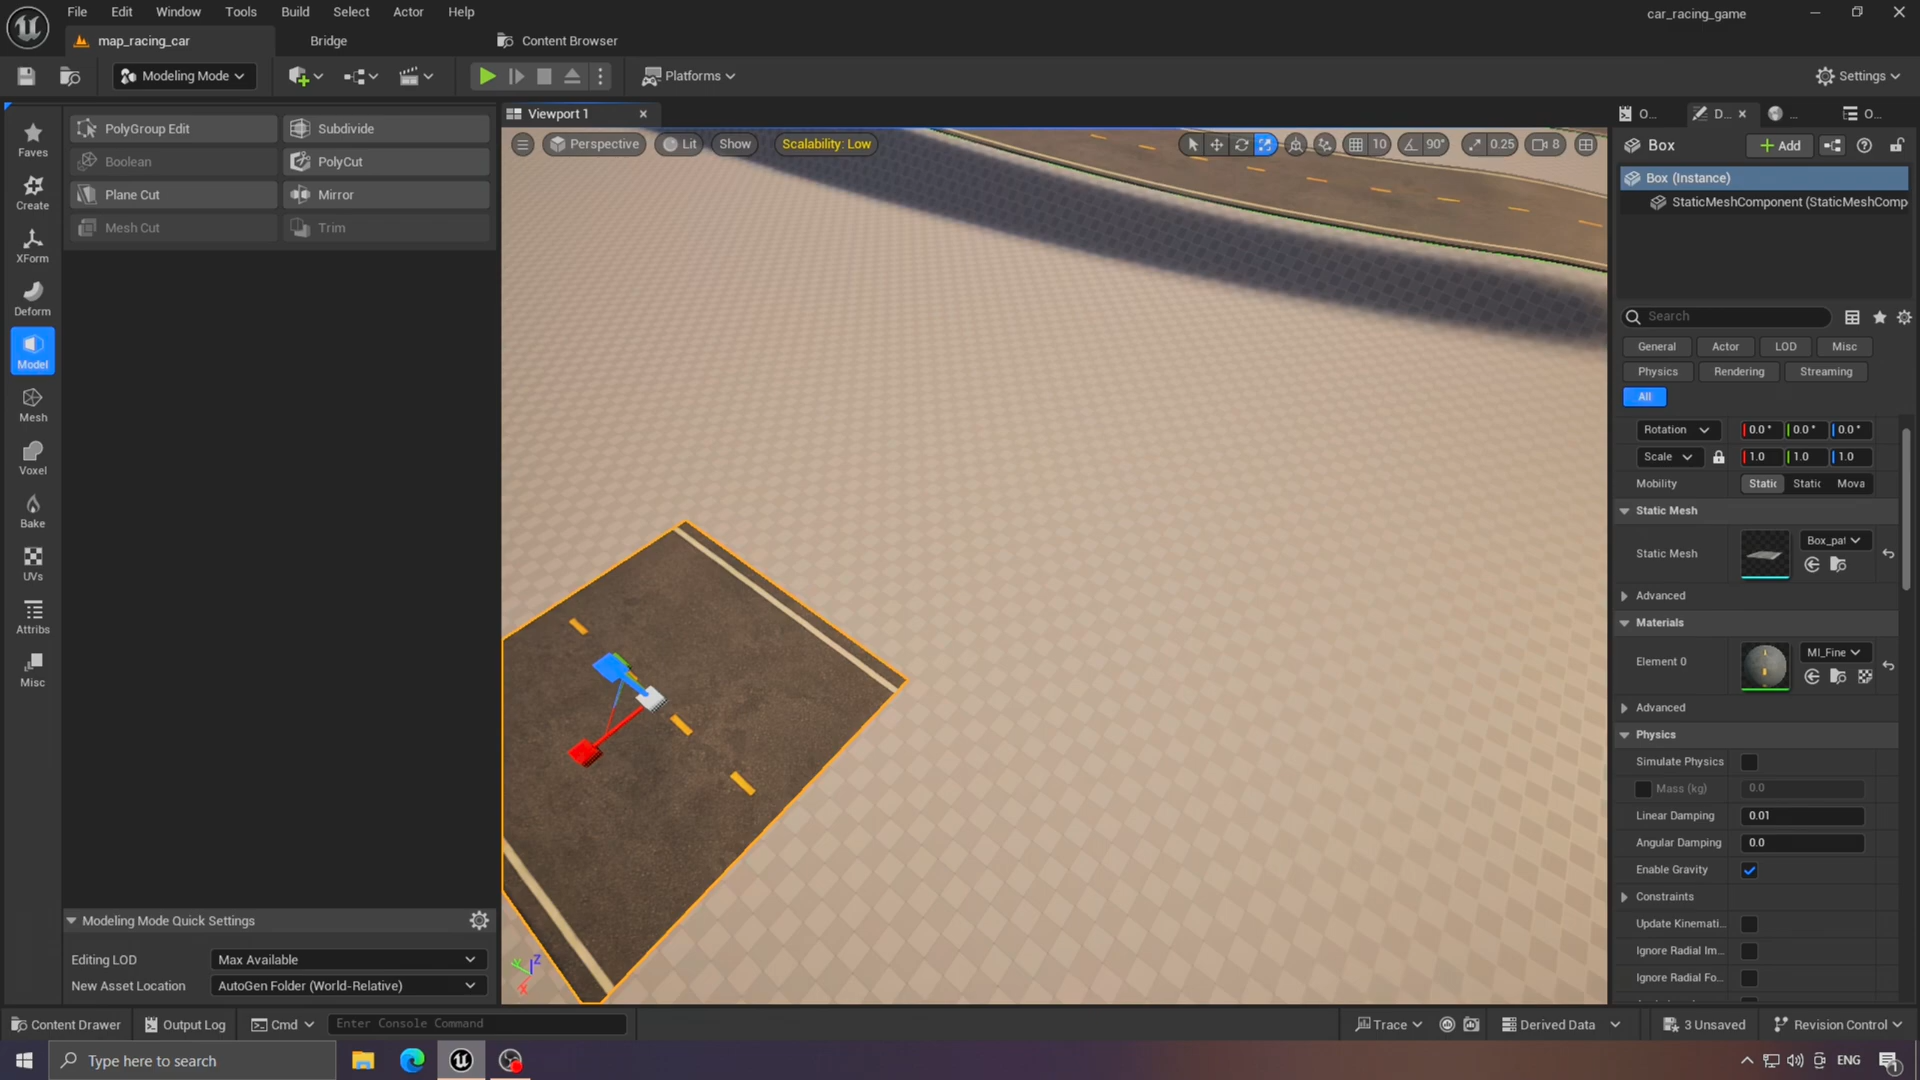 File Edit Window Tools Build Select Actor Help
car_racing_game
map_racing_car
Bridge
Content Browser
Modeling Mode
Platforms
Settings
Faves
Create
XForm
Deform
Model
Mesh
Voxel
Bake
UVs
Attribs
Misc
PolyGroup Edit
Subdivide
Boolean
PolyCut
Plane Cut
Mirror
Mesh Cut
Trim
Modeling Mode Quick Settings
Editing LOD
Max Available
New Asset Location
AutoGen Folder (World-Relative)
Viewport 1
Perspective
Lit
Show
Scalability: Low
10
90°
0.25
8
Z
X
O...
D...
...
O...
Box
Add
Box (Instance)
StaticMeshComponent (StaticMeshComp
Search
General
Actor
LOD
Misc
Physics
Rendering
Streaming
All
Rotation
0.0 °
0.0 °
0.0 °
Scale
1.0
1.0
1.0
Mobility
Static
Static
Mova
Static Mesh
Static Mesh
Box_pat
Advanced
Materials
Element 0
MI_Fine
Advanced
Physics
Simulate Physics
Mass (kg)
0.0
Linear Damping
0.01
Angular Damping
0.0
Enable Gravity
Constraints
Update Kinemati...
Ignore Radial Im...
Ignore Radial Fo...
Content Drawer
Output Log
Cmd
Enter Console Command
Trace
Derived Data
3 Unsaved
Revision Control
Type here to search
ENG
1